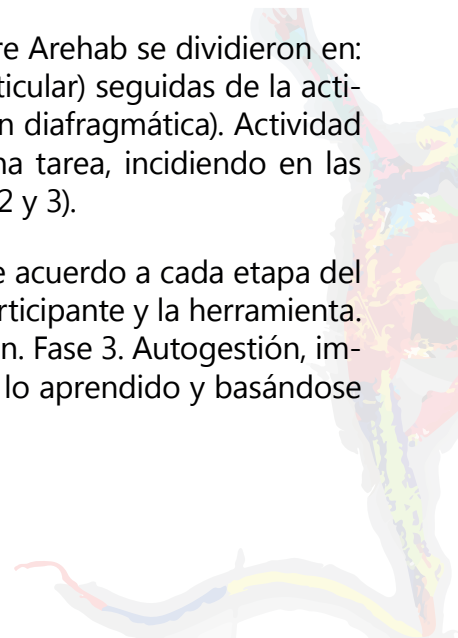 re Arehab se dividieron en:
ticular) seguidas de la acti-
n diafragmática). Actividad
na tarea, incidiendo en las
2 y 3).
e acuerdo a cada etapa del
rticipante y la herramienta.
n. Fase 3. Autogestión, im-
lo aprendido y basándose